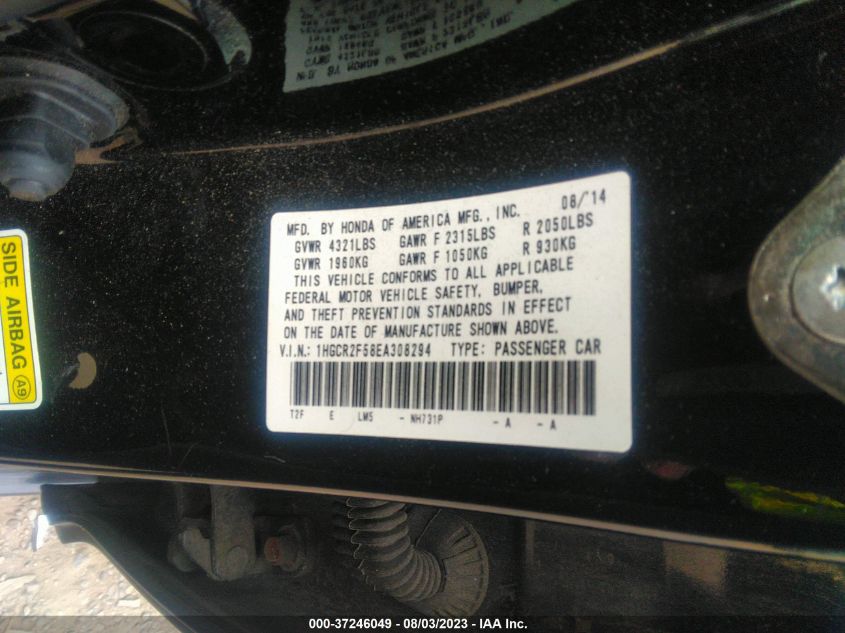 MFD. BY HONDA OF AMERICA MFG., INC. 08/'14
GVWR 4321LBS GAWR F 2315LBS R 2050LBS
GVWR 1960KG GAWR F 1050KG R 930KG
THIS VEHICLE CONFORMS TO ALL APPLICABLE
FEDERAL MOTOR VEHICLE SAFETY, BUMPER,
AND THEFT PREVENTION STANDARDS IN EFFECT
ON THE DATE OF MANUFACTURE SHOWN ABOVE.
V.I.N.: 1HGCR2F58EA308294 TYPE: PASSENGER CAR
T2F E LM5 - NH731P - A - A
SIDE AIRBAG A9
000-37246049 - 08/03/2023 - IAA Inc.